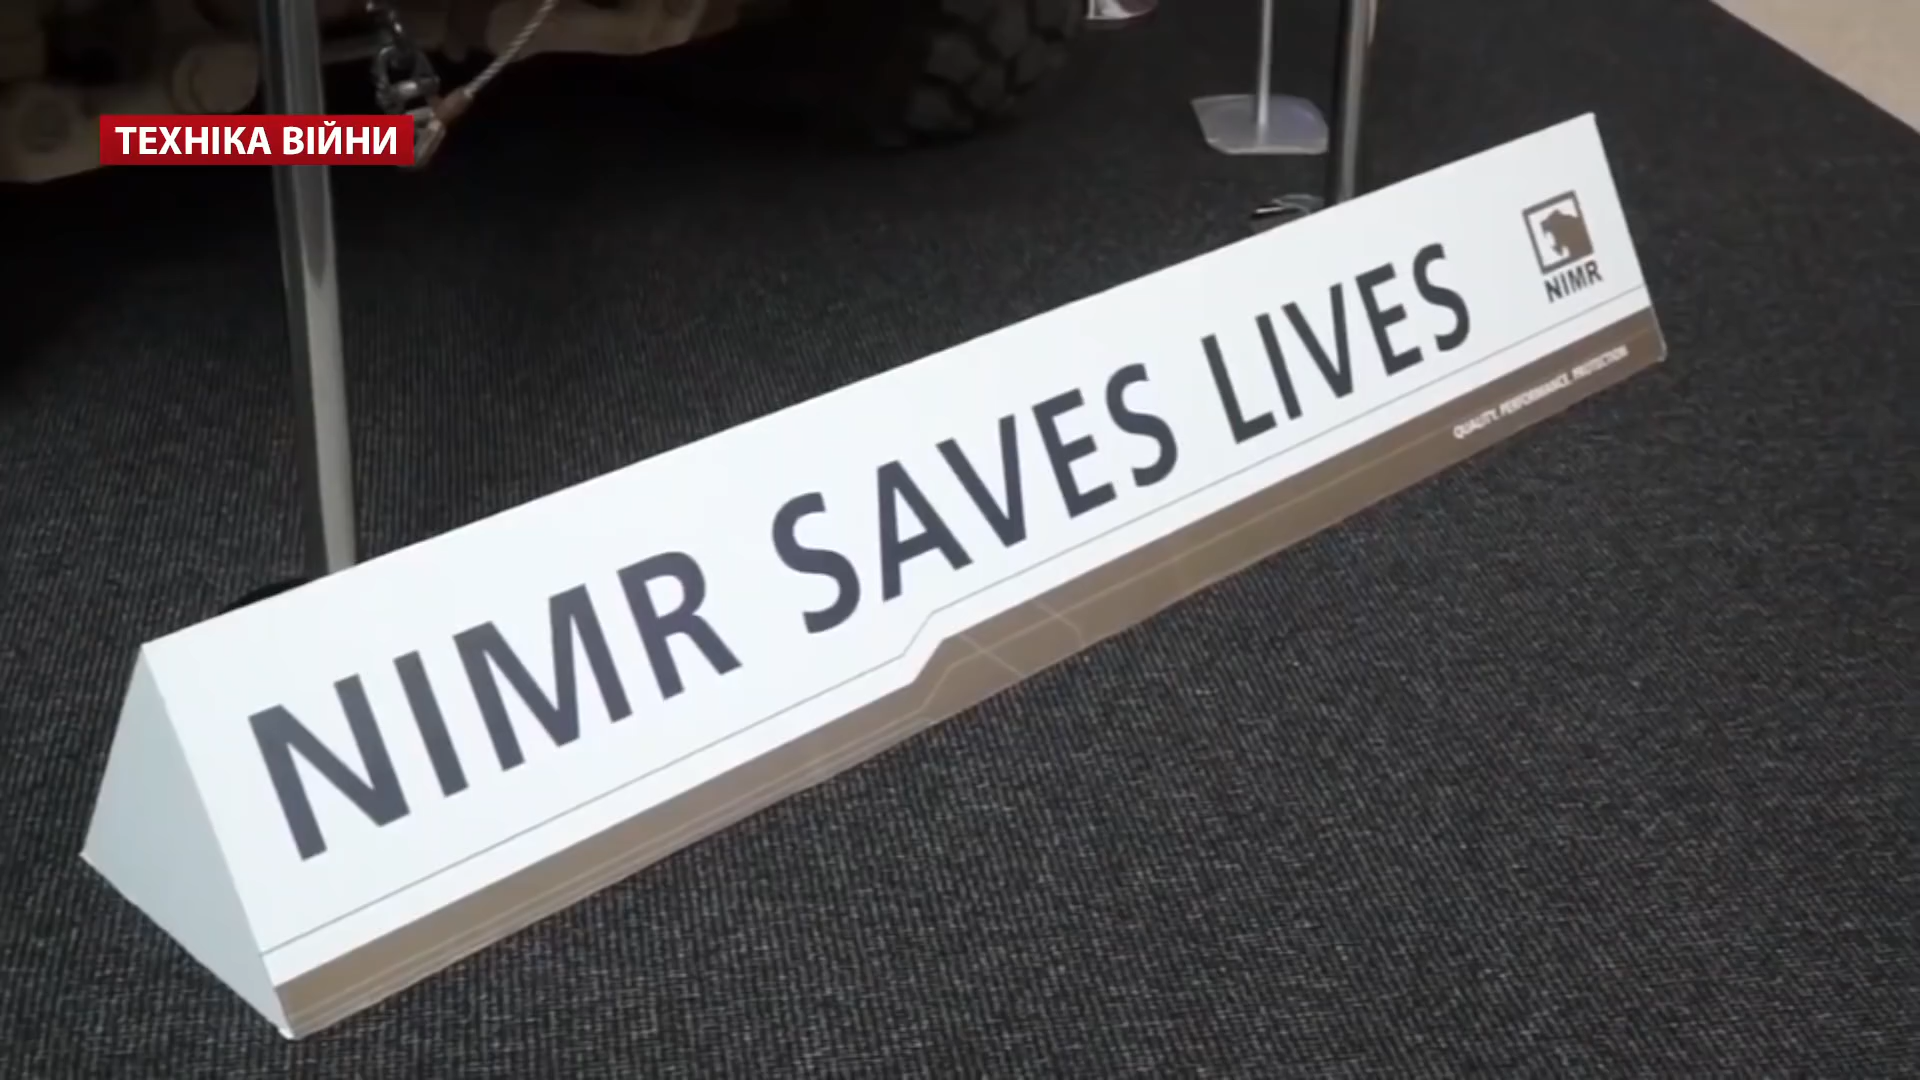 ТЕХНІКА ВІЙНИ
NIMR SAVES LIVES
NIMR
QUALITY. PERFORMANCE. PROTECTION